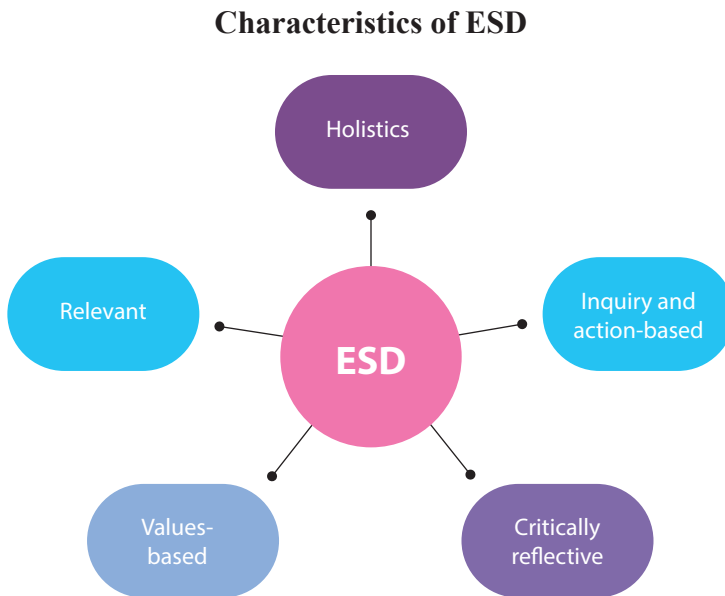 Characteristics of ESD
Holistics
Relevant
Inquiry and
action-based
ESD
Values-
based
Critically
reflective